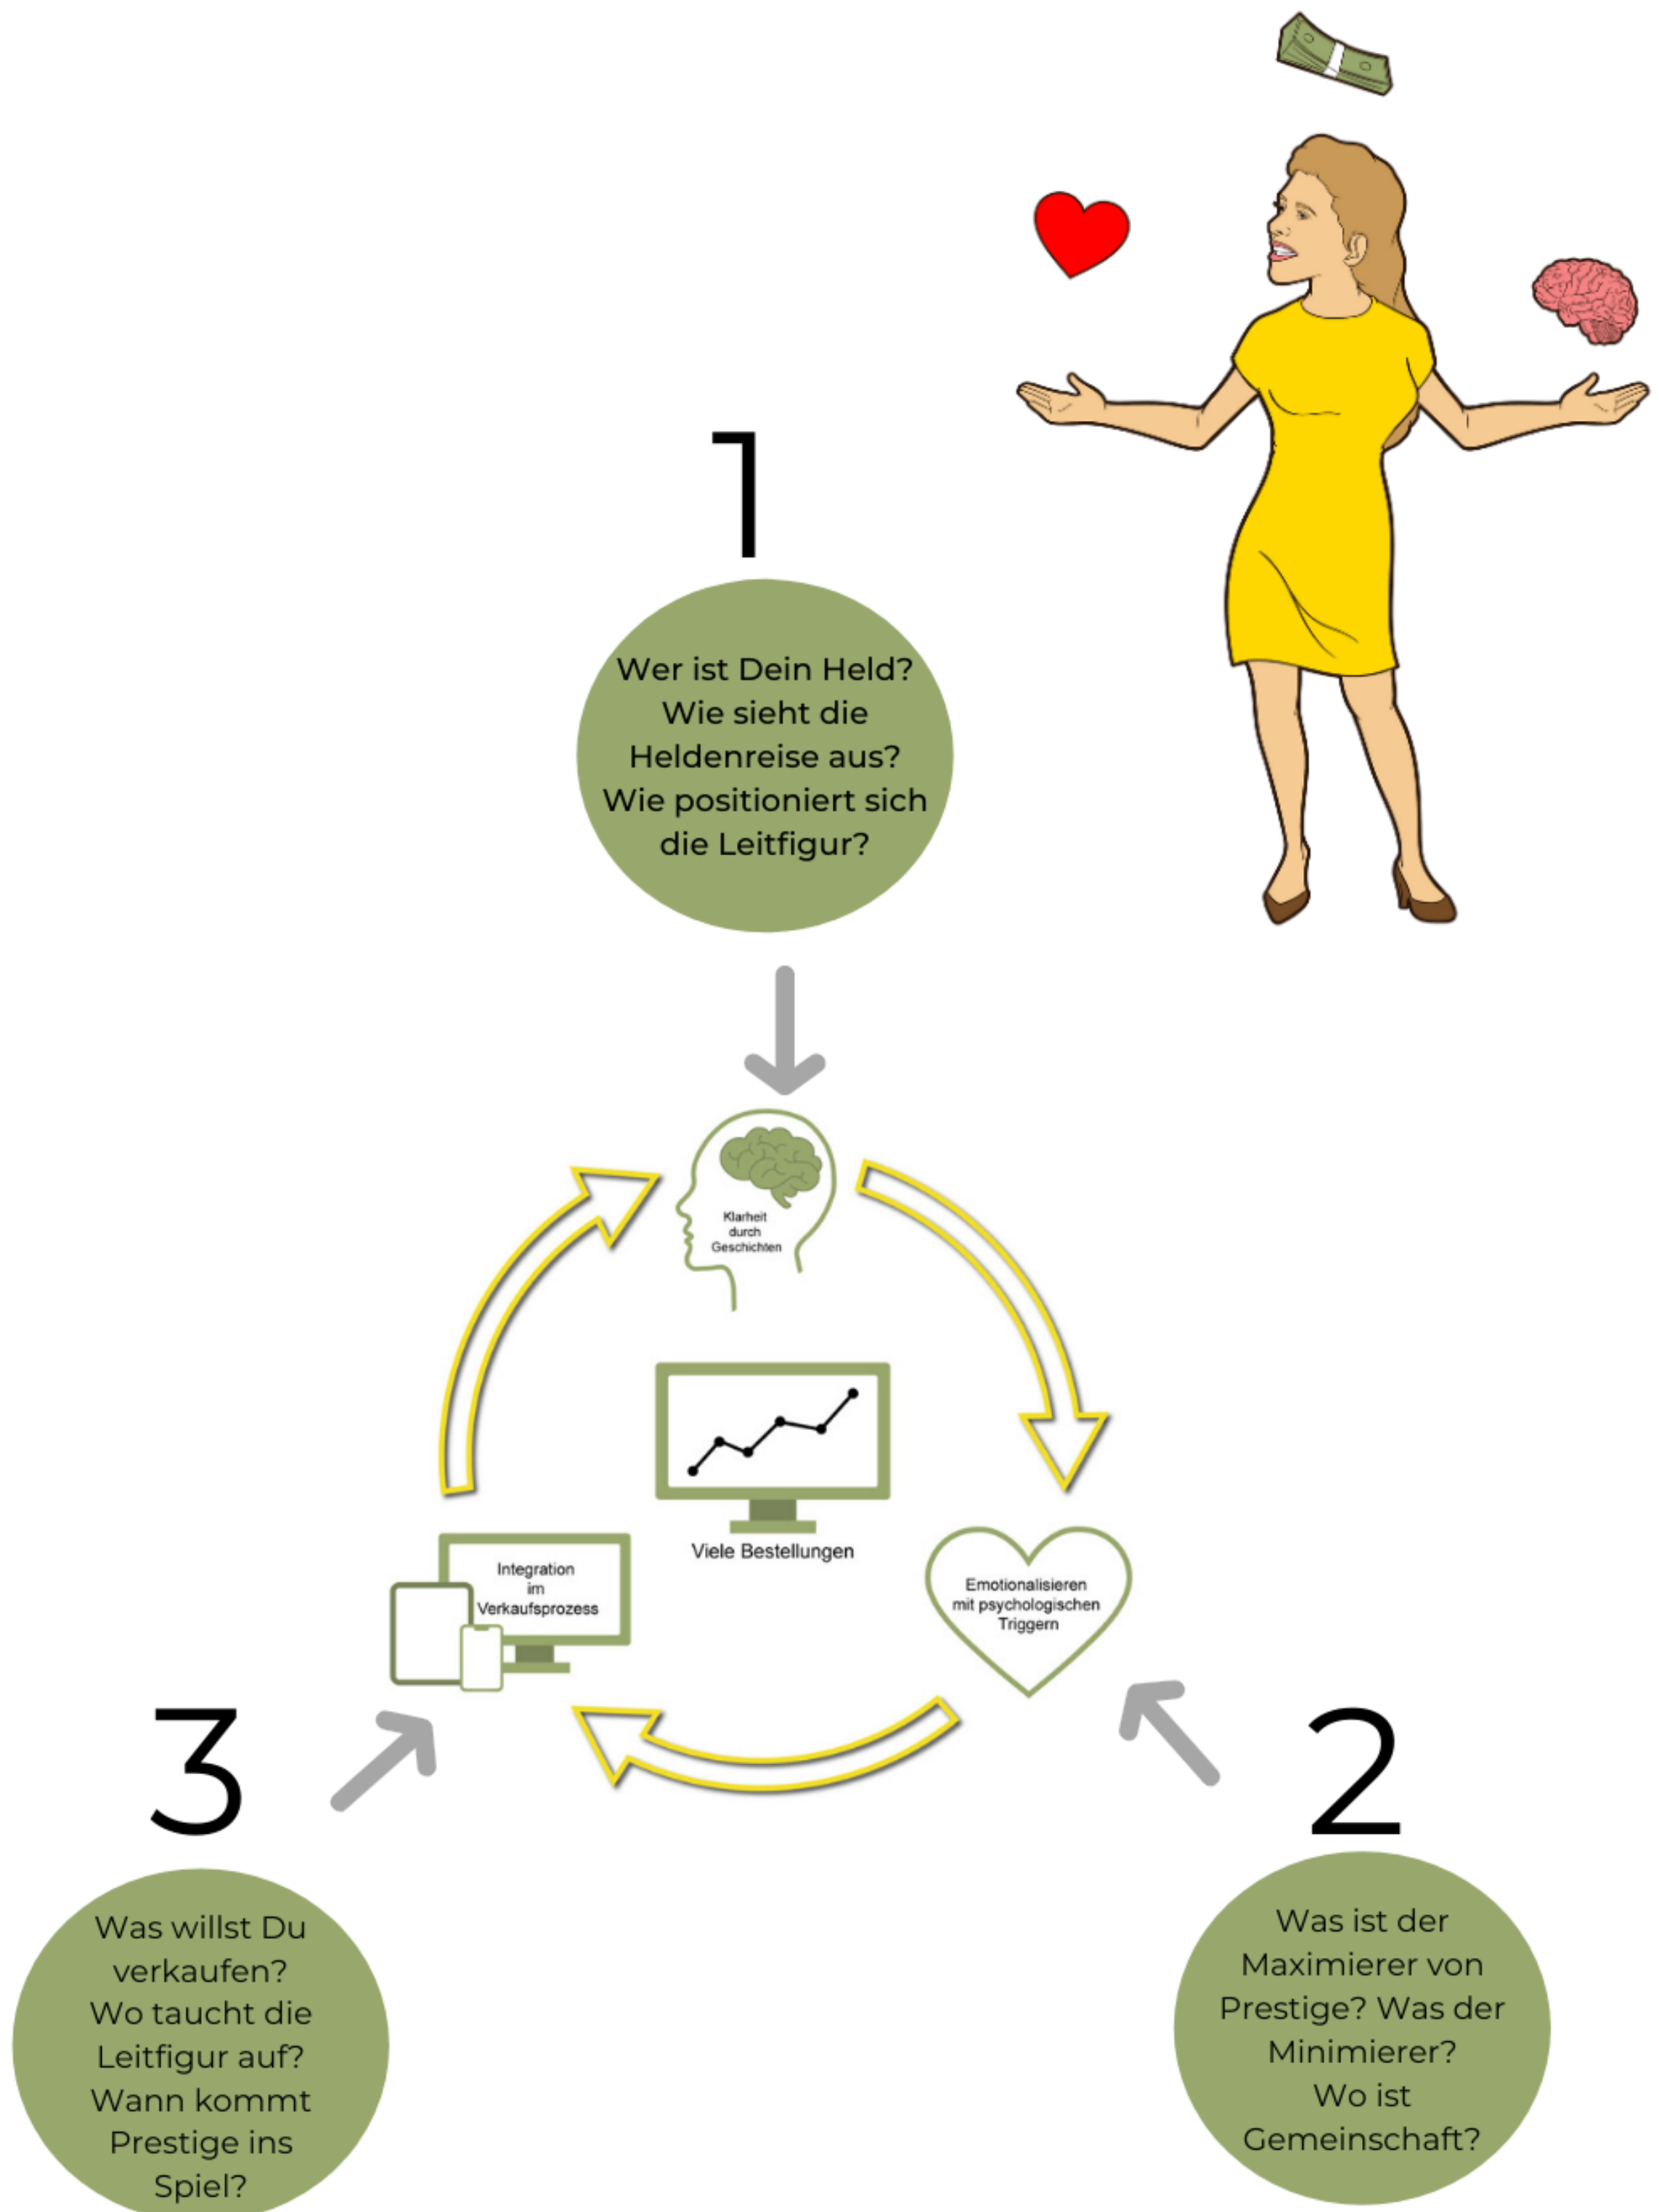 1
Wer ist Dein Held?
Wie sieht die
Heldenreise aus?
Wie positioniert sich
die Leitfigur?
Klarheit
durch
Geschichten
Viele Bestellungen
Integration
im
Verkaufsprozess
Emotionalisieren
mit psychologischen
Triggern
2
Was ist der
Maximierer von
Prestige? Was der
Minimierer?
Wo ist
Gemeinschaft?
3
Was willst Du
verkaufen?
Wo taucht die
Leitfigur auf?
Wann kommt
Prestige ins
Spiel?